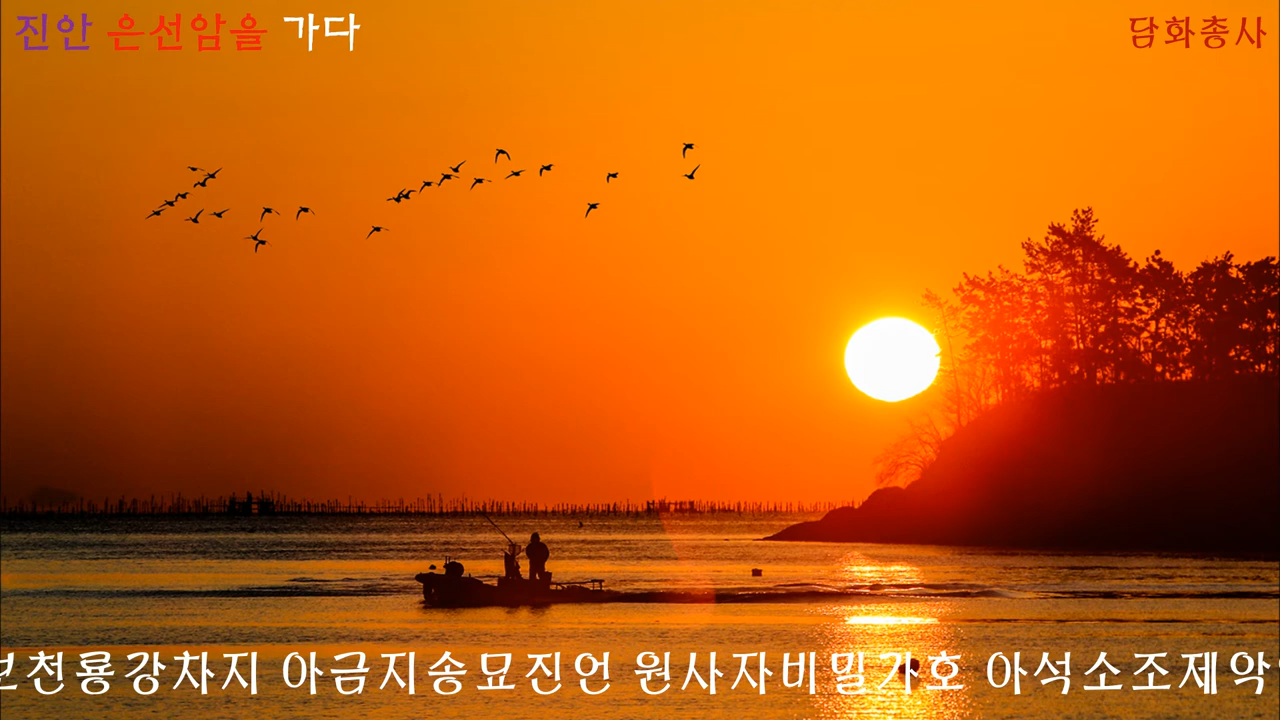 진안 은선암을 가다
담화총사
천룡강차지 아금지송묘진언 원사자비밀가호 아석소조제악